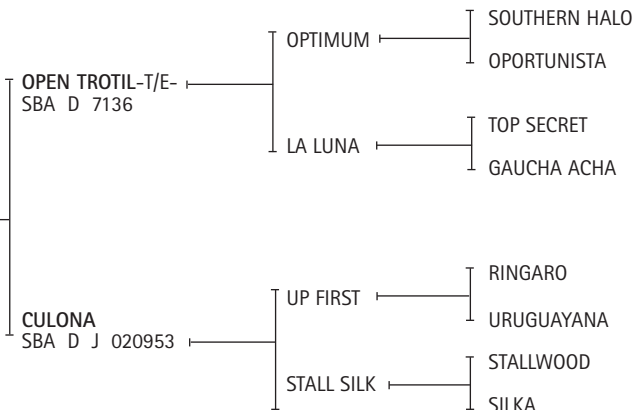 SOUTHERN HALO
OPTIMUM
OPORTUNISTA
OPEN TROTIL-T/E-
SBA D 7136
TOP SECRET
LA LUNA
GAUCHA ACHA
RINGARO
UP FIRST
URUGUAYANA
CULONA
SBA D J 020953
STALLWOOD
STALL SILK
SILKA